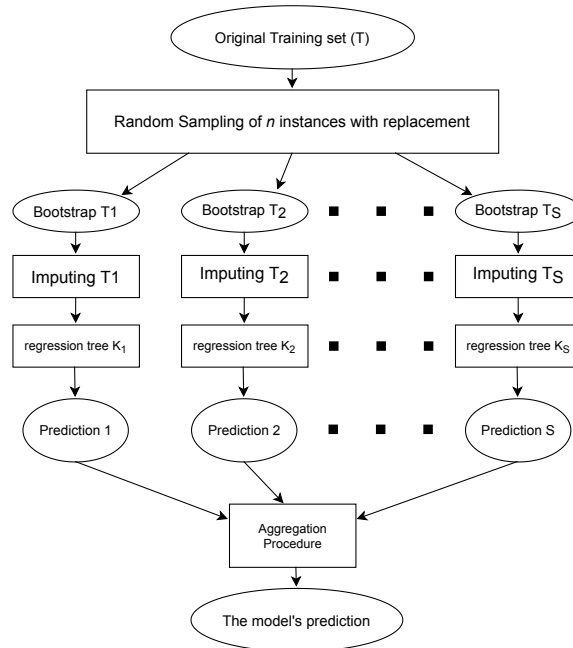 Original Training set (T)
Random Sampling of n instances with replacement
Bootstrap T1
Bootstrap T2
Bootstrap TS
Imputing T1
Imputing T2
Imputing TS
regression tree K1
regression tree K2
regression tree KS
Prediction 1
Prediction 2
Prediction S
Aggregation
Procedure
The model's prediction